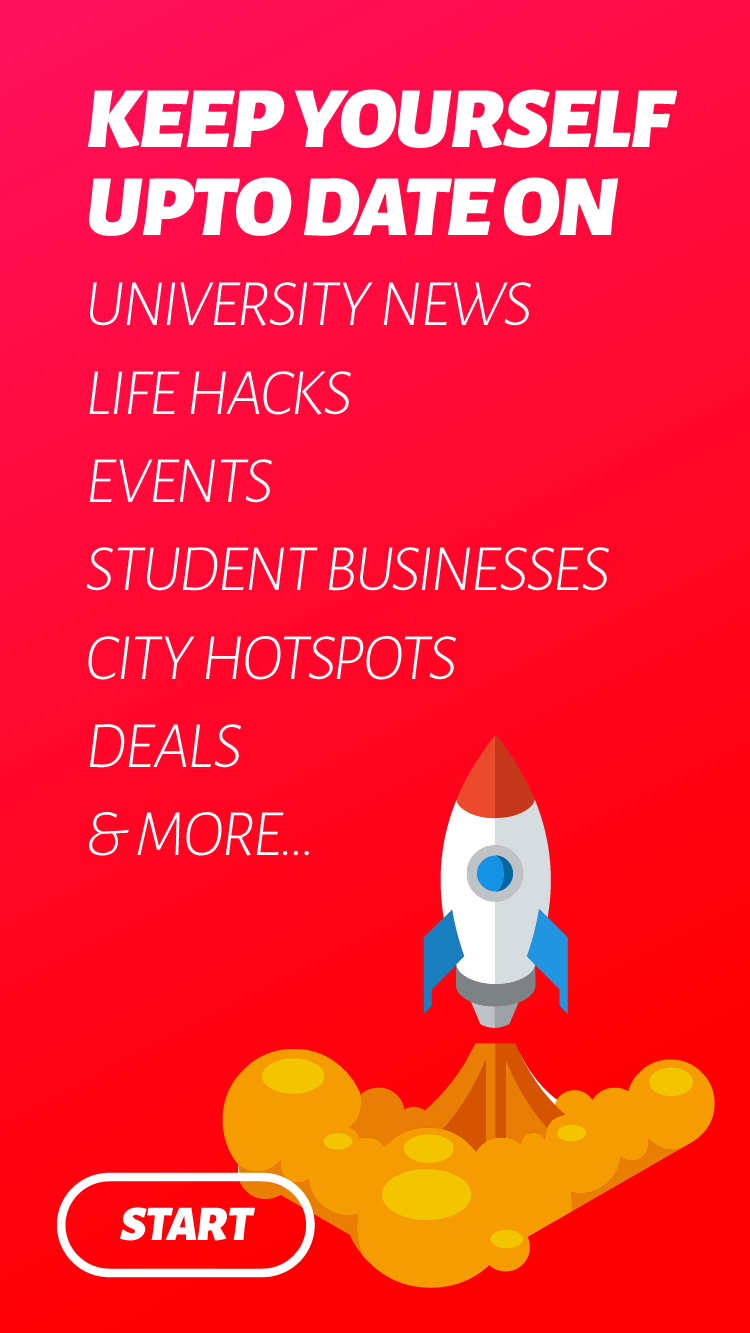 KEEP YOURSELF
UPTO DATE ON
UNIVERSITY NEWS
LIFE HACKS
EVENTS
STUDENT BUSINESSES
CITY HOTSPOTS
DEALS
& MORE...
START